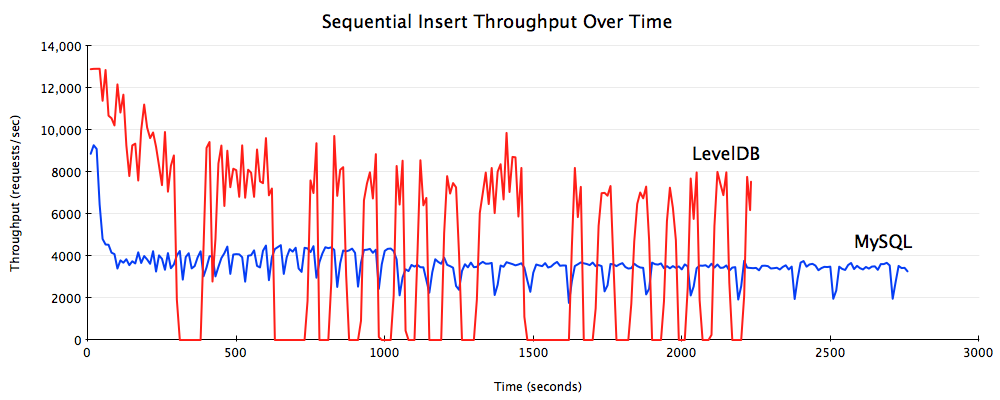 Sequential Insert Throughput Over Time
Throughput (requests/sec)
14,000
12,000
10,000
8000
6000
4000
2000
0
LevelDB
MySQL
0 500 1000 1500 2000 2500 3000
Time (seconds)